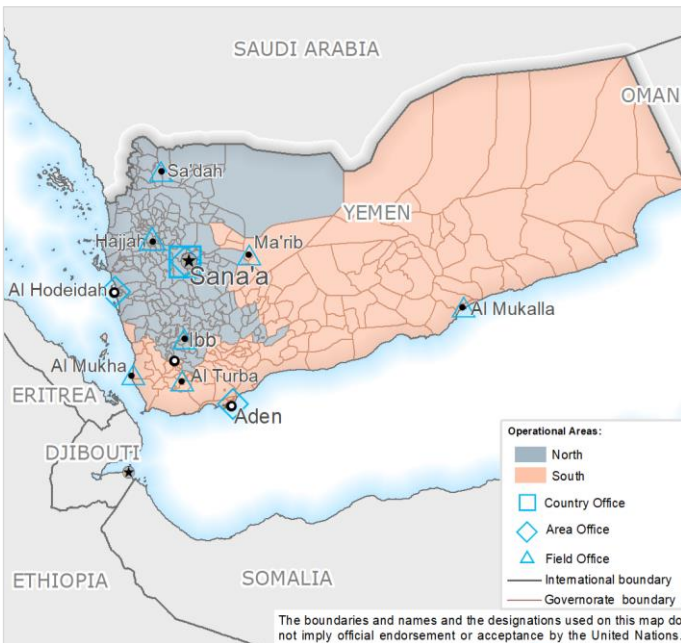 SAUDI ARABIA
OMAN
Sa'dah
YEMEN
Hajjah
Ma'rib
Sana'a
Al Hodeidah
Al Mukalla
Ibb
Al Mukha
Al Turba
ERITREA
Aden
DJIBOUTI
ETHIOPIA
SOMALIA
Operational Areas:
North
South
Country Office
Area Office
Field Office
International boundary
Governorate boundary
The boundaries and names and the designations used on this map do
not imply official endorsement or acceptance by the United Nations.